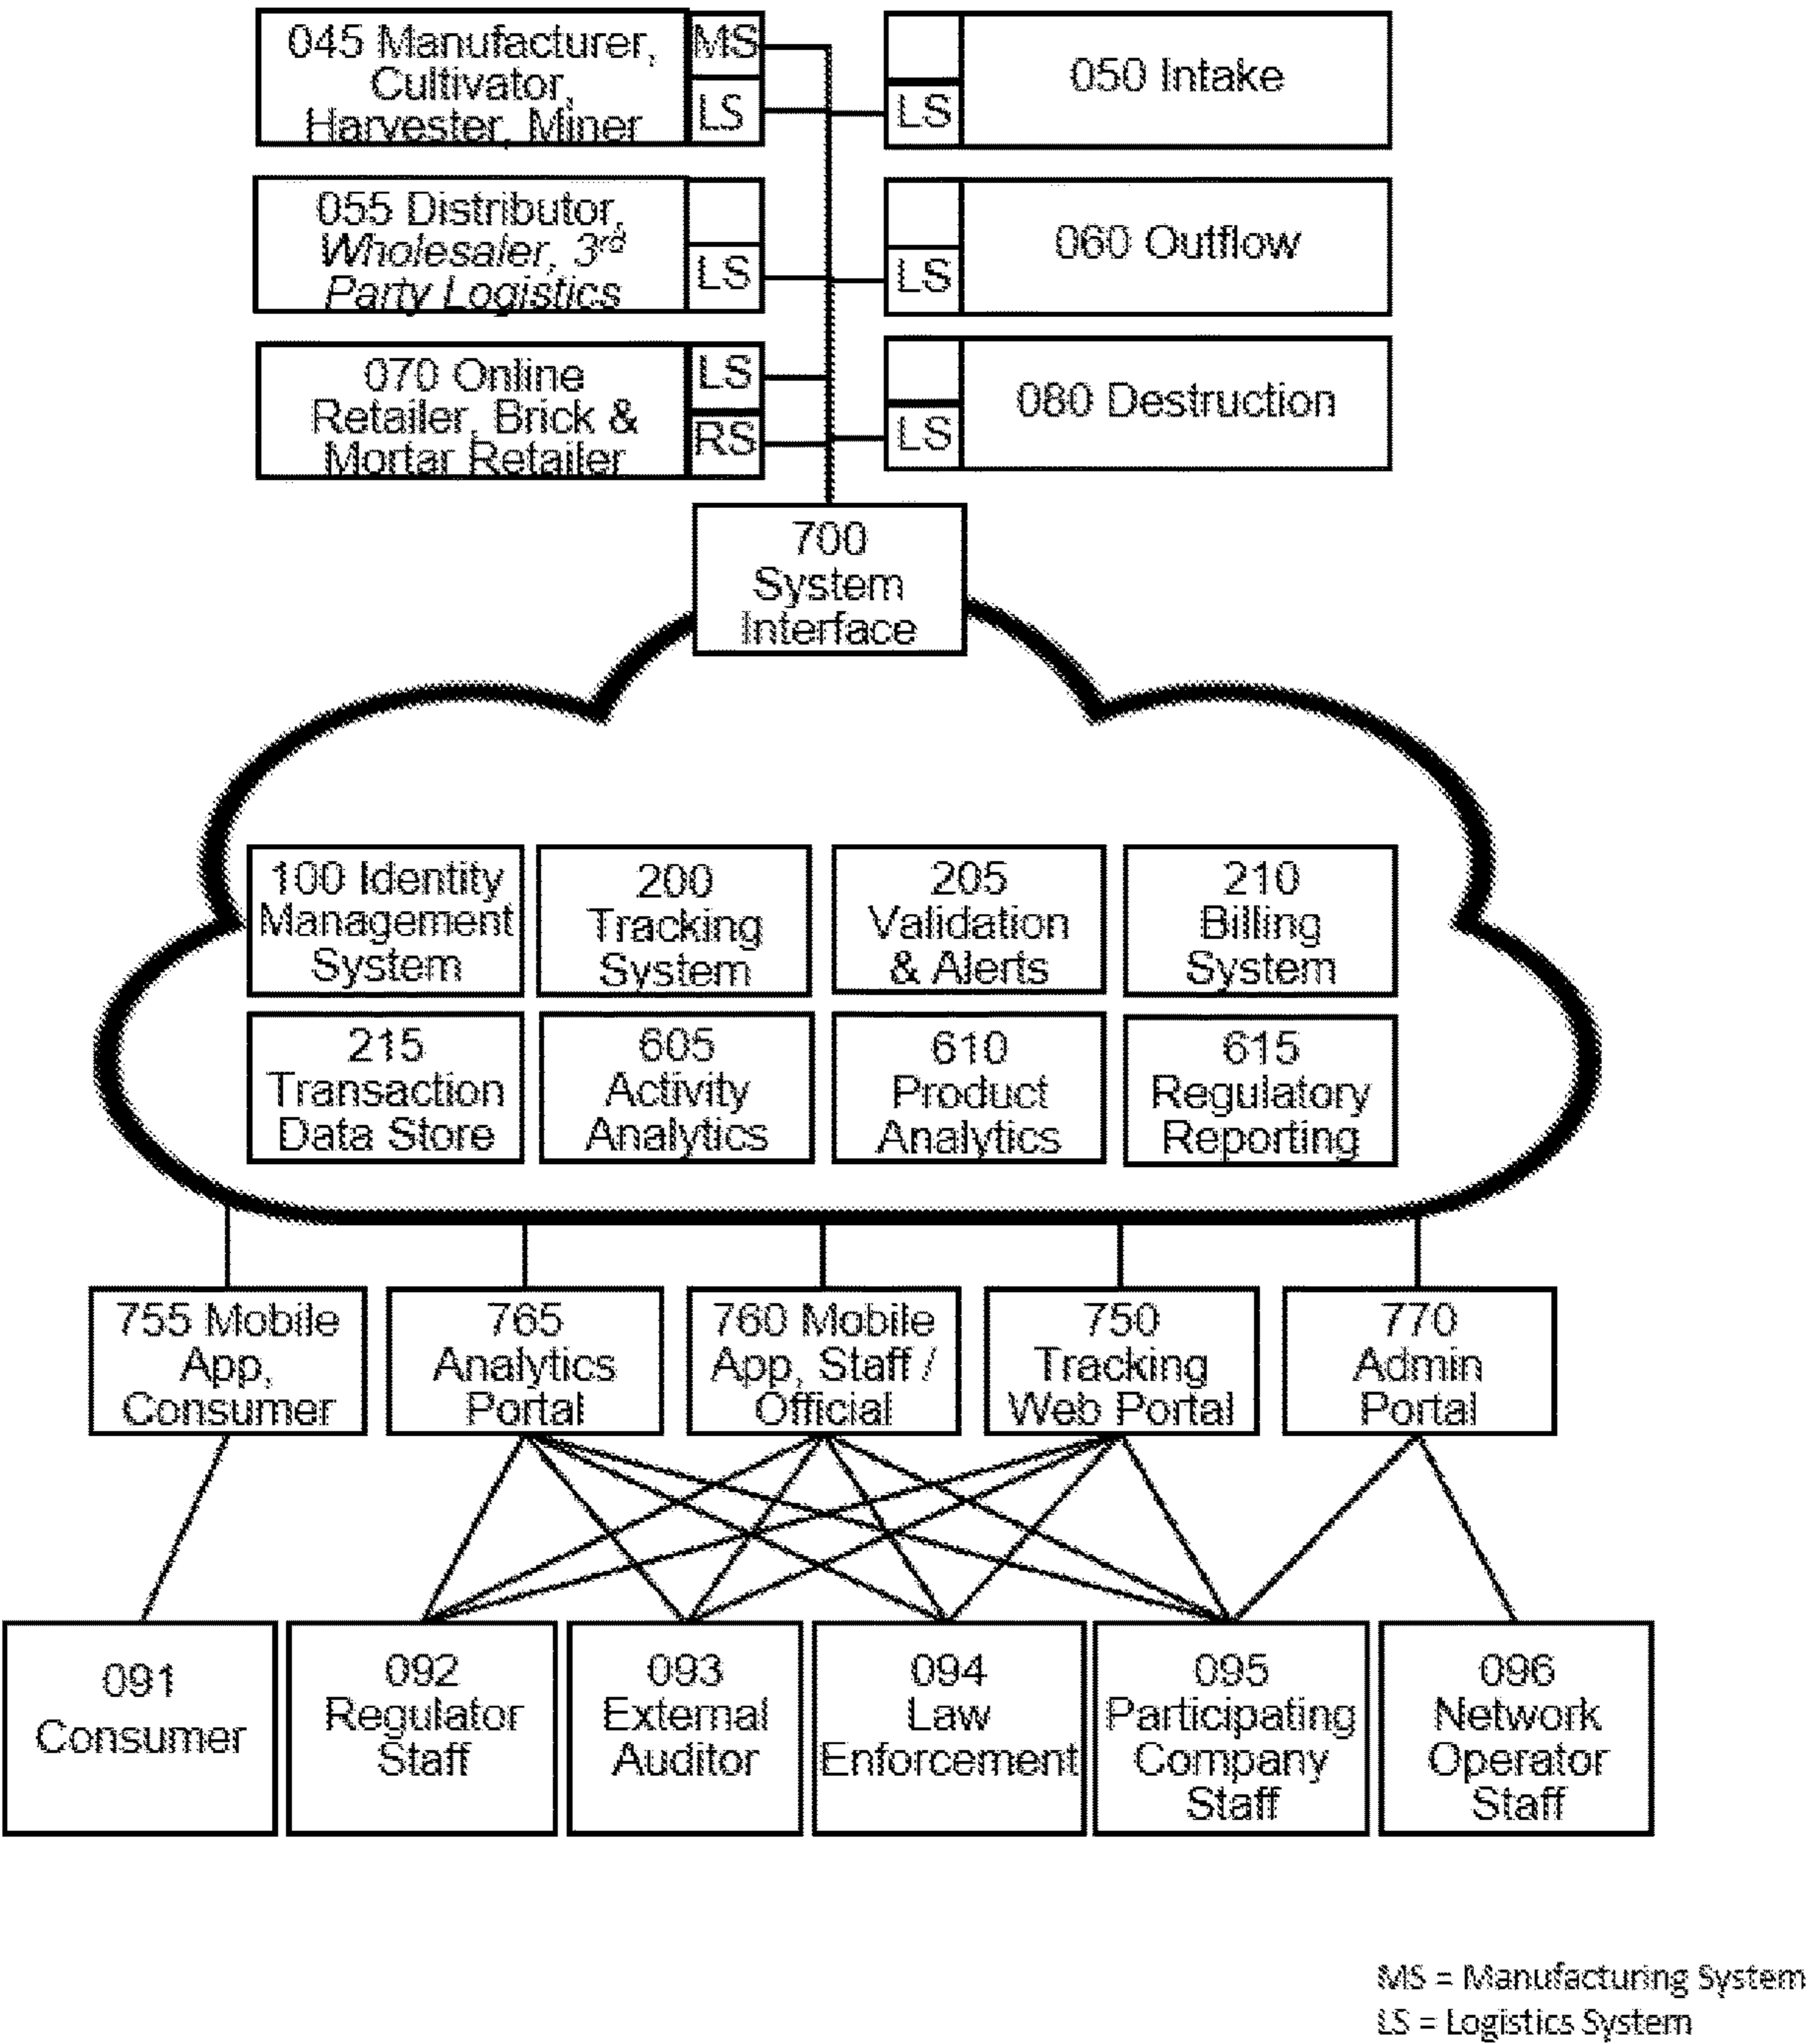 045 Manufacturer,
Cultivator,
Harvester, Miner
MS
LS
LS
050 Intake
055 Distributor,
Wholesaler, 3rd
Party Logistics
LS
LS
060 Outflow
070 Online
Retailer, Brick &
Mortar Retailer
LS
RS
LS
080 Destruction
700
System
Interface
100 Identity
Management
System
200
Tracking
System
205
Validation
& Alerts
210
Billing
System
215
Transaction
Data Store
605
Activity
Analytics
610
Product
Analytics
615
Regulatory
Reporting
755 Mobile
App,
Consumer
765
Analytics
Portal
760 Mobile
App, Staff /
Official
750
Tracking
Web Portal
770
Admin
Portal
091
Consumer
092
Regulator
Staff
093
External
Auditor
094
Law
Enforcement
095
Participating
Company
Staff
096
Network
Operator
Staff
MS = Manufacturing System
LS = Logistics System